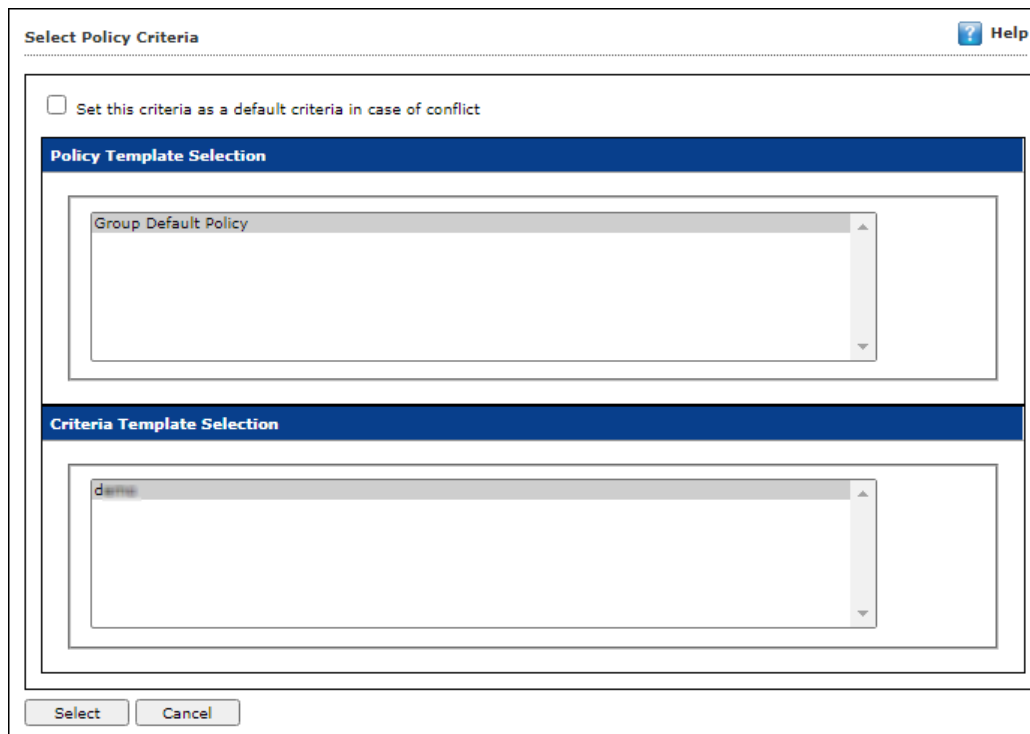 Select Policy Criteria
Help
Set this criteria as a default criteria in case of conflict
Policy Template Selection
Group Default Policy
Criteria Template Selection
Select
Cancel